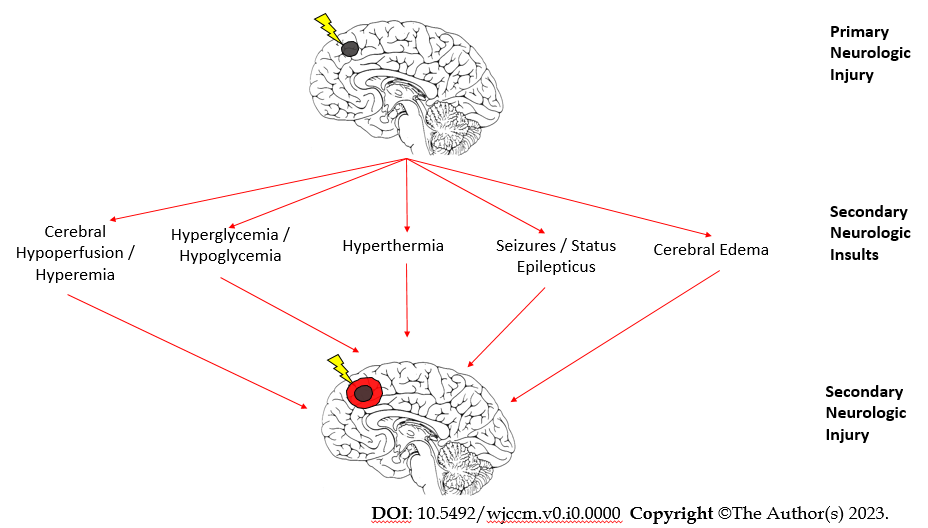 Primary
Neurologic
Injury
Cerebral
Hypoperfusion /
Hyperemia
Hyperglycemia /
Hypoglycemia
Hyperthermia
Seizures / Status
Epilepticus
Cerebral Edema
Secondary
Neurologic
Insults
Secondary
Neurologic
Injury
DOI: 10.5492/wjccm.v0.i0.0000 Copyright ©The Author(s) 2023.